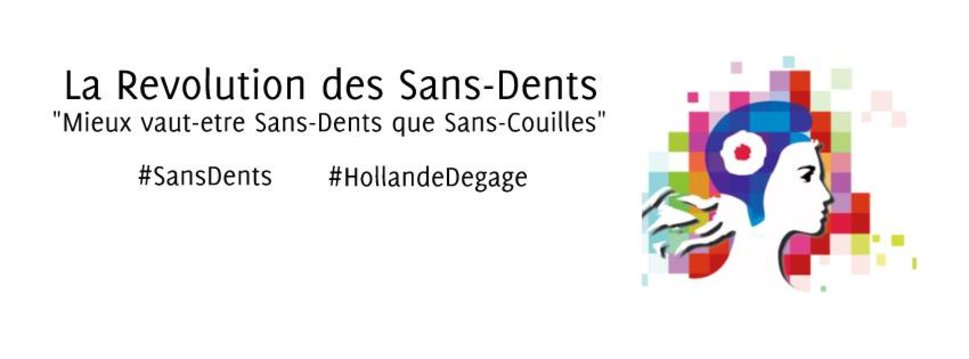 La Revolution des Sans-Dents
"Mieux vaut-etre Sans-Dents que Sans-Couilles"
#SansDents #HollandeDegage